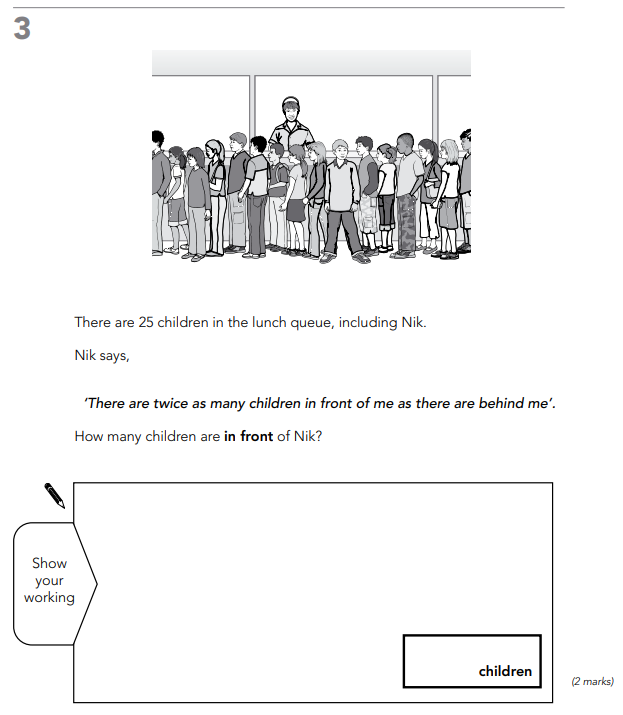 3
There are 25 children in the lunch queue, including Nik.
Nik says,
‘There are twice as many children in front of me as there are behind me’.
How many children are in front of Nik?
Show
your
working
children
(2 marks)